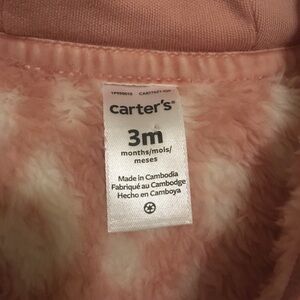 carter's
3m
months/mois/
meses
Made in Cambodia
Fabriqué au Cambodge
Hecho en Camboya